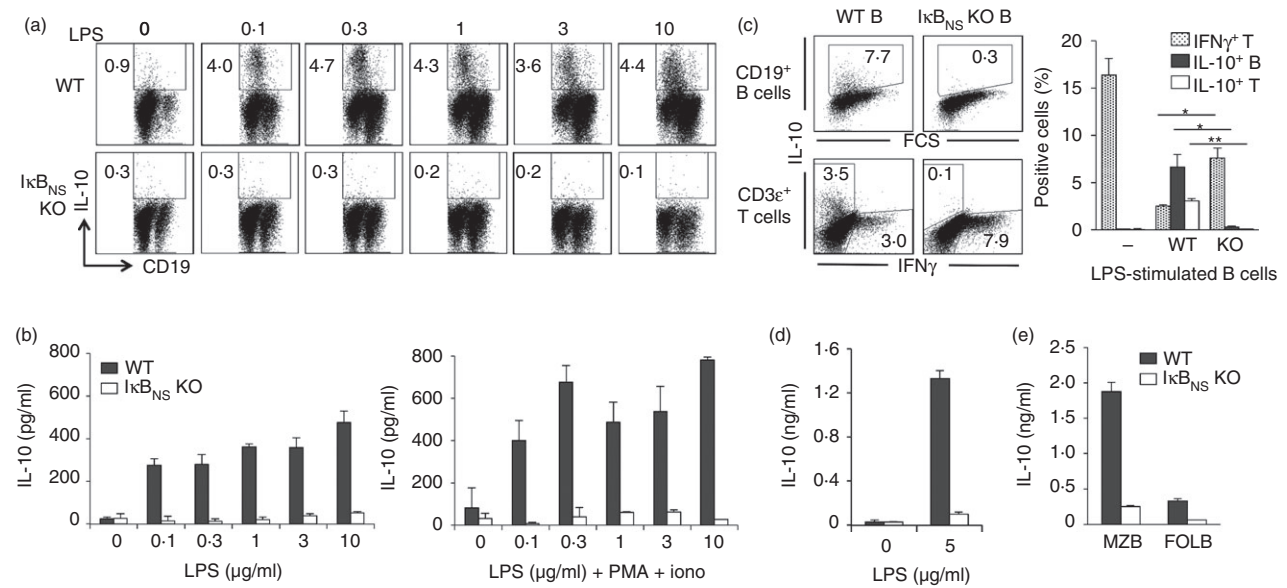 (a)
LPS 0 0·1 0·3 1 3 10
WT
0·9 4·0 4·7 4·3 3·6 4·4
IκBNS KO
0·3 0·3 0·3 0·2 0·2 0·1
IL-10
CD19
(b)
800
600
400
200
0
IL-10 (pg/ml)
WT
IκBNS KO
0 0·1 0·3 1 3 10
LPS (µg/ml)
800
600
400
200
0
IL-10 (pg/ml)
0 0·1 0·3 1 3 10
LPS (µg/ml) + PMA + iono
(c)
WT B IκBNS KO B
CD19+
B cells
7·7 0·3
FCS
IL-10
CD3ε+
T cells
3·5 0·1
3·0 7·9
IFNγ
20
15
10
5
0
Positive cells (%)
IFNγ+ T
IL-10+ B
IL-10+ T
*
*
**
– WT KO
LPS-stimulated B cells
(d)
1·6
1·2
0·8
0·4
0
IL-10 (ng/ml)
0 5
LPS (µg/ml)
(e)
2·5
2·0
1·5
1·0
0·5
0
IL-10 (ng/ml)
WT
IκBNS KO
MZB FOLB